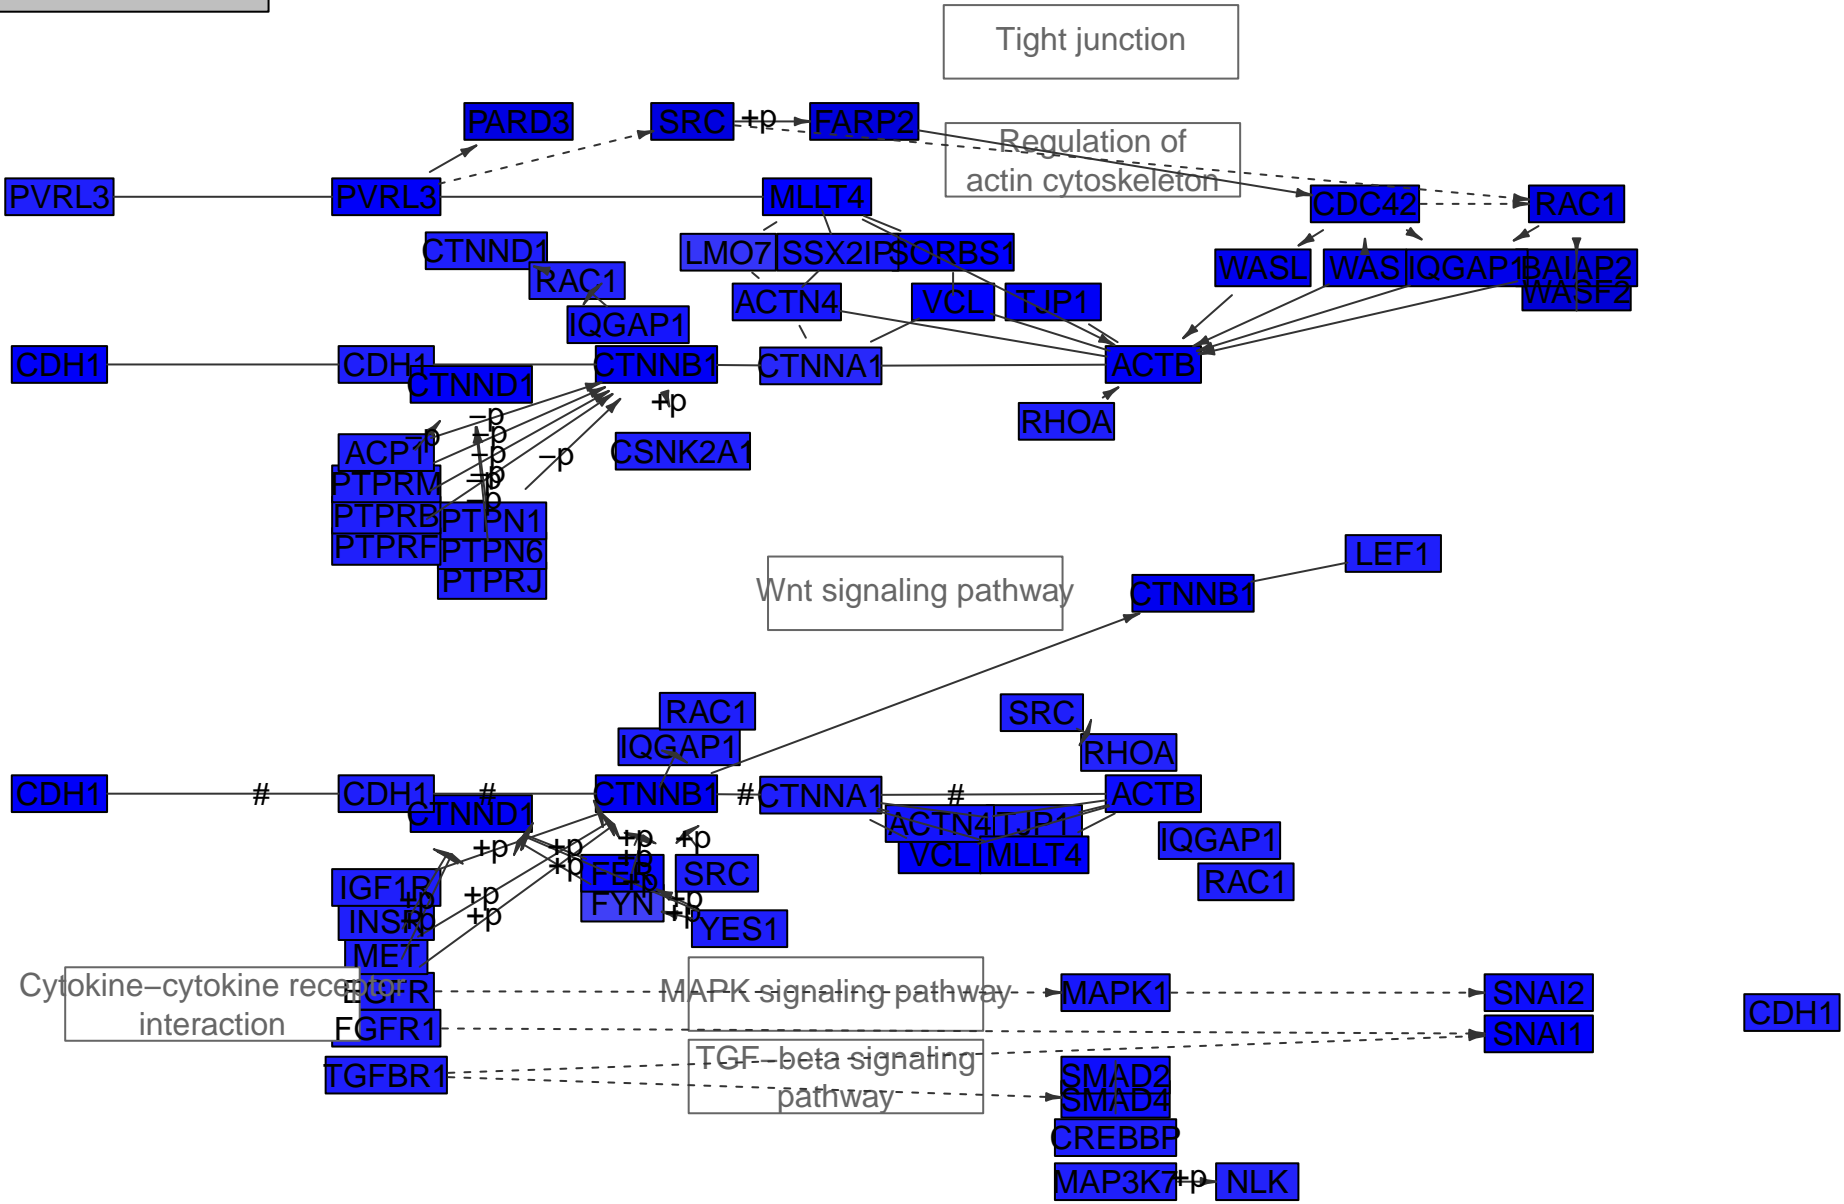 Tight junction
PARD3
SRC
+p
FARP2
Regulation of
actin cytoskeleton
PVRL3
PVRL3
MLLT4
CDC42
RAC1
CTNND1
RAC1
LMO7
SSX2IP
SORBS1
WASL
WAS
IQGAP1
BAIAP2
WASF2
IQGAP1
ACTN4
VCL
TJP1
CDH1
CDH1
CTNND1
CTNNB1
CTNNA1
ACTB
+p
RHOA
–p
–p
–p
–p
–p
–p
–p
–p
ACP1
CSNK2A1
PTPRM
PTPRB
PTPN1
PTPRF
PTPN6
PTPRJ
LEF1
Wnt signaling pathway
CTNNB1
RAC1
SRC
IQGAP1
RHOA
CDH1
#
CDH1
#
CTNNB1
#
CTNNA1
#
ACTB
CTNND1
ACTN4
TJP1
IQGAP1
+p
+p
+p
+p
+p
+p
VCL
MLLT4
IGF1R
FER
SRC
RAC1
+p
+p
+p
+p
INSR
FYN
+p
+p
+p
YES1
MET
Cytokine–cytokine receptor
interaction
EGFR
MAPK signaling pathway
MAPK1
SNAI2
CDH1
FGFR1
SNAI1
TGFBR1
TGF–beta signaling
pathway
SMAD2
SMAD4
CREBBP
MAP3K7
+p
NLK